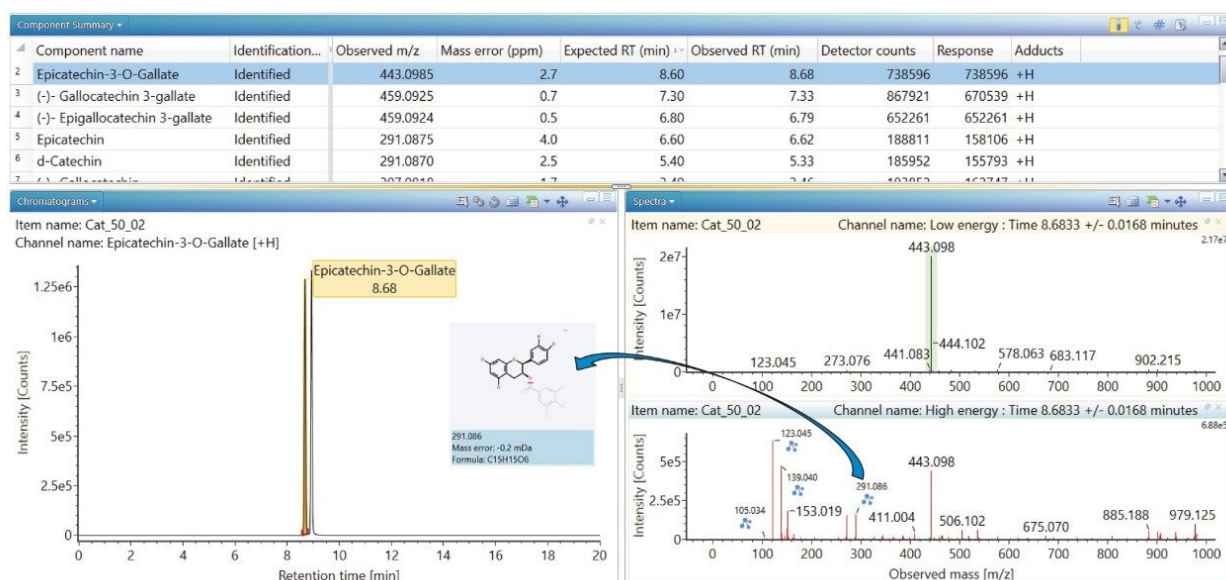 Component Summary
Component name Identification... Observed m/z Mass error (ppm) Expected RT (min) Observed RT (min) Detector counts Response Adducts
2 Epicatechin-3-O-Gallate Identified 443.0985 2.7 8.60 8.68 738596 738596 +H
3 (-)- Gallocatechin 3-gallate Identified 459.0925 0.7 7.30 7.33 867921 670539 +H
4 (-)- Epigallocatechin 3-gallate Identified 459.0924 0.5 6.80 6.79 652261 652261 +H
5 Epicatechin Identified 291.0875 4.0 6.60 6.62 188811 158106 +H
6 d-Catechin Identified 291.0870 2.5 5.40 5.33 185952 155793 +H
Chromatograms
Item name: Cat_50_02
Channel name: Epicatechin-3-O-Gallate [+H]
Epicatechin-3-O-Gallate
8.68
1.25e6
1e6
7.5e5
5e5
2.5e5
0
Intensity [Counts]
291.086
Mass error: -0.2 mDa
Formula: C15H15O6
0 2 4 6 8 10 12 14 16 18 20
Retention time [min]
Spectra
Item name: Cat_50_02 Channel name: Low energy : Time 8.6833 +/- 0.0168 minutes
2.17e7
443.098
2e7
1e7
0
Intensity [Counts]
123.045 273.076 441.083 444.102 578.063 683.117 902.215
0 100 200 300 400 500 600 700 800 900 1000
Item name: Cat_50_02 Channel name: High energy : Time 8.6833 +/- 0.0168 minutes
6.88e5
123.045
139.040
291.086
443.098
5e5
2.5e5
0
Intensity [Counts]
105.034 153.019 411.004 506.102 675.070 885.188 979.125
0 100 200 300 400 500 600 700 800 900 1000
Observed mass [m/z]